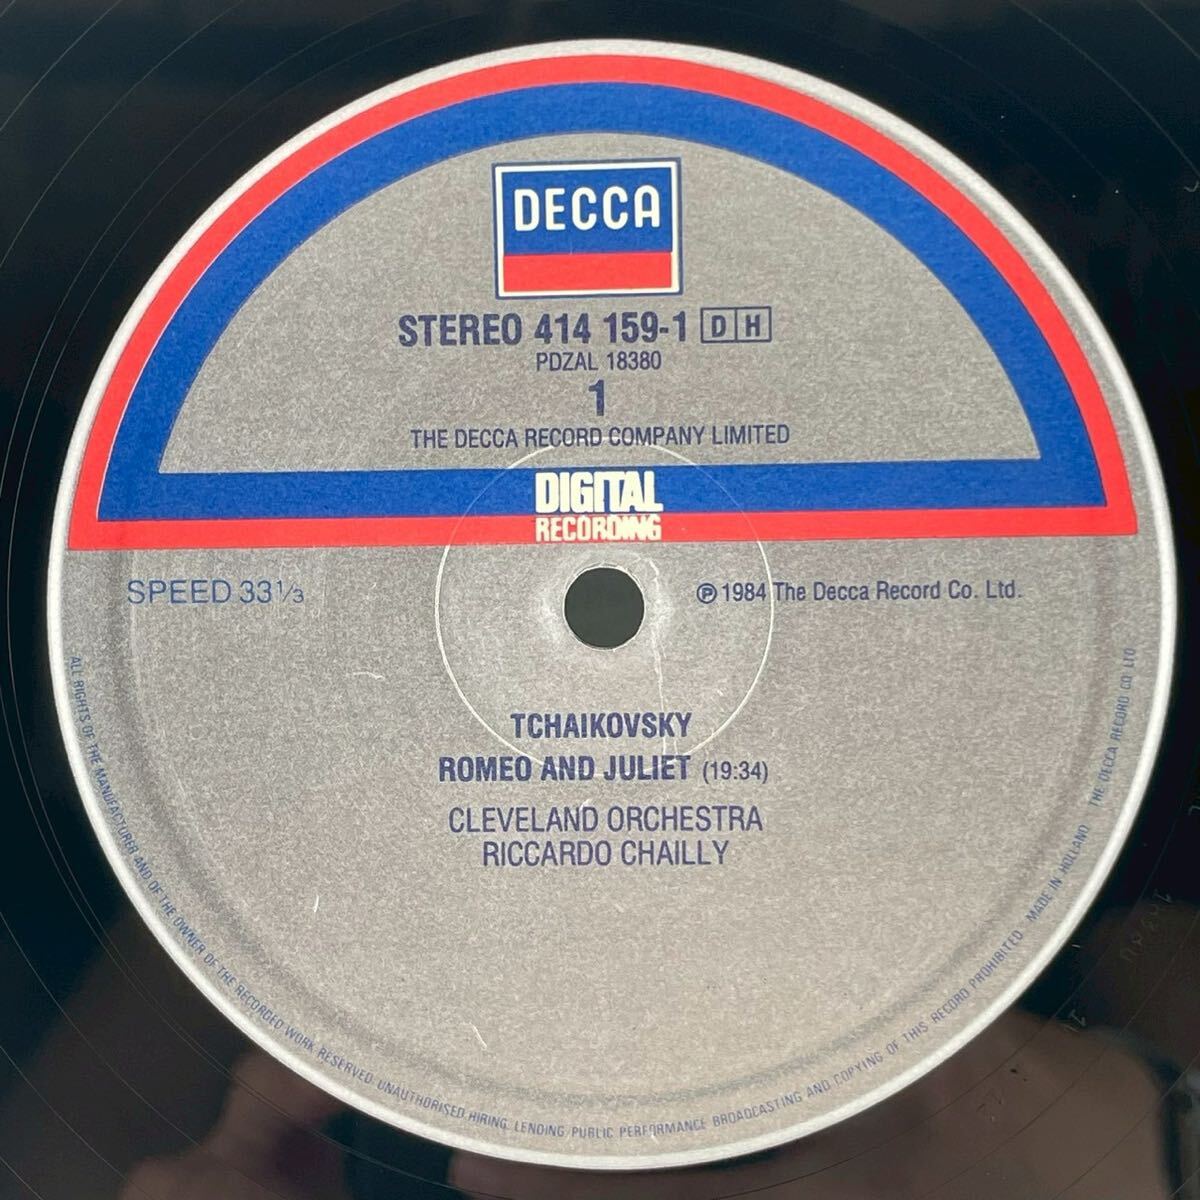 DECCA
STEREO 414 159-1 D H
PDZAL 18380
1
THE DECCA RECORD COMPANY LIMITED
DIGITAL
RECORDING
SPEED 33 1/3
℗ 1984 The Decca Record Co. Ltd.
TCHAIKOVSKY
ROMEO AND JULIET (19:34)
CLEVELAND ORCHESTRA
RICCARDO CHAILLY
ALL RIGHTS OF THE MANUFACTURER AND OF THE OWNER OF THE RECORDED WORK RESERVED. UNAUTHORISED HIRING, LENDING, PUBLIC PERFORMANCE, BROADCASTING AND COPYING OF THIS RECORD PROHIBITED. MADE IN HOLLAND THE DECCA RECORD CO LTD